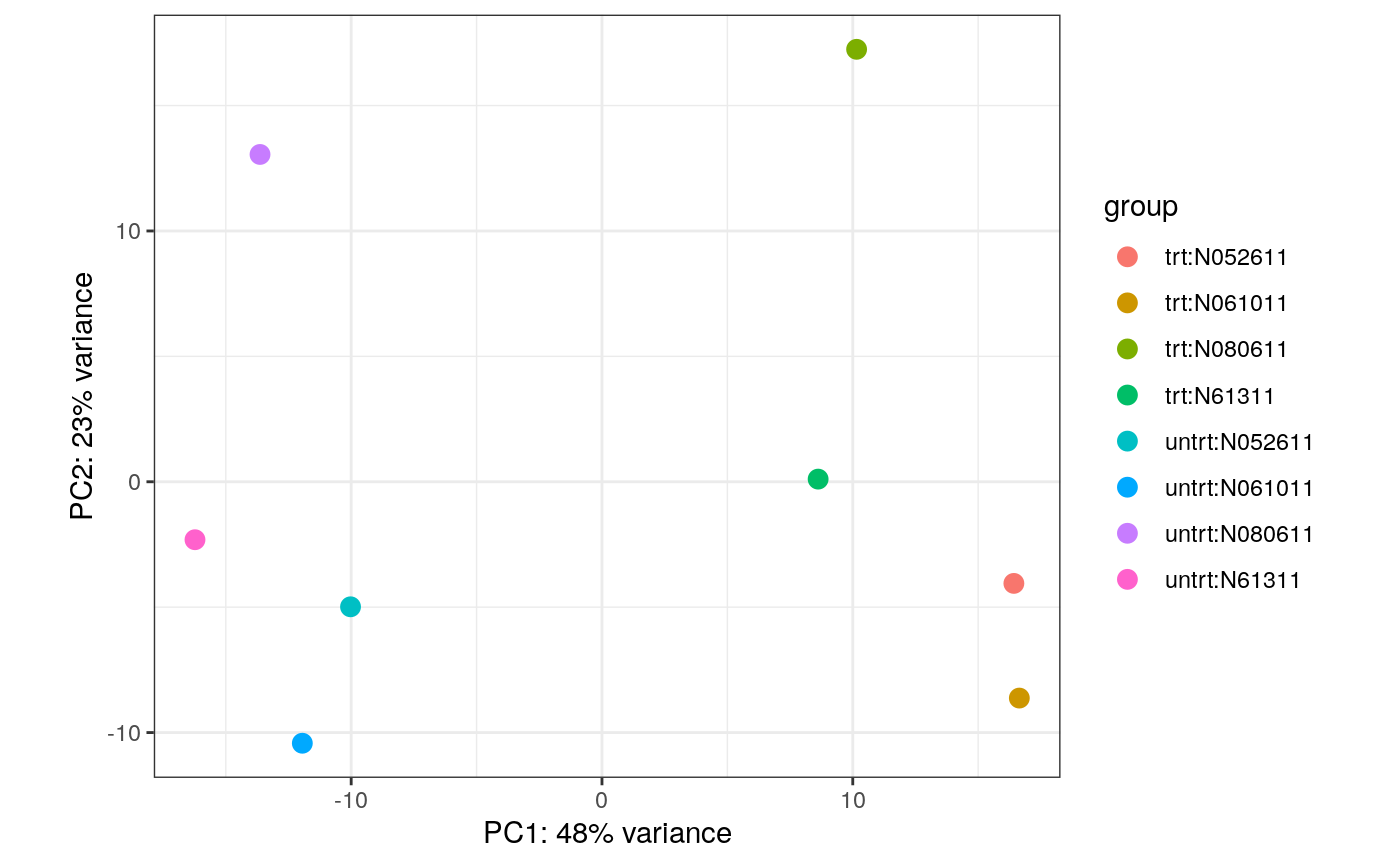 10
0
-10
PC2: 23% variance
-10
0
10
PC1: 48% variance
group
trt:N052611
trt:N061011
trt:N080611
trt:N61311
untrt:N052611
untrt:N061011
untrt:N080611
untrt:N61311